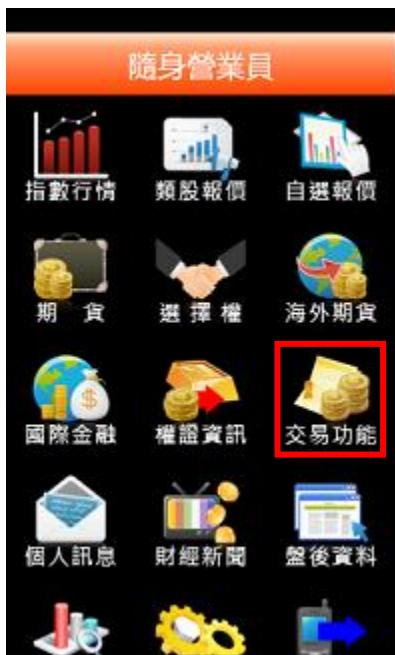 隨身營業員
指數行情 類股報價 自選報價
期 貨 選 擇 權 海外期貨
國際金融 權證資訊 交易功能
個人訊息 財經新聞 盤後資料